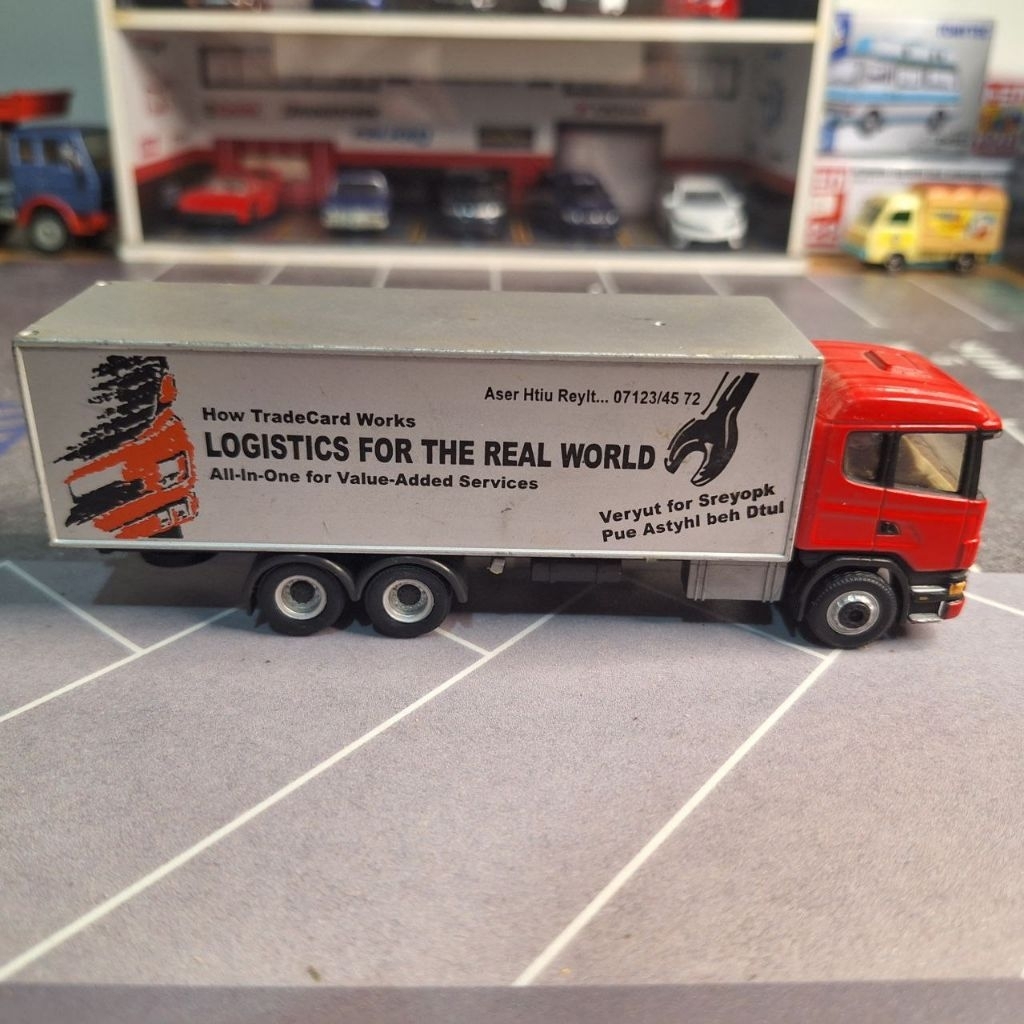 Aser Htiu Reylt... 07123/45 72
How TradeCard Works
LOGISTICS FOR THE REAL WORLD
All-In-One for Value-Added Services
Veryut for Sreyopk
Pue Astyhl beh Dtul